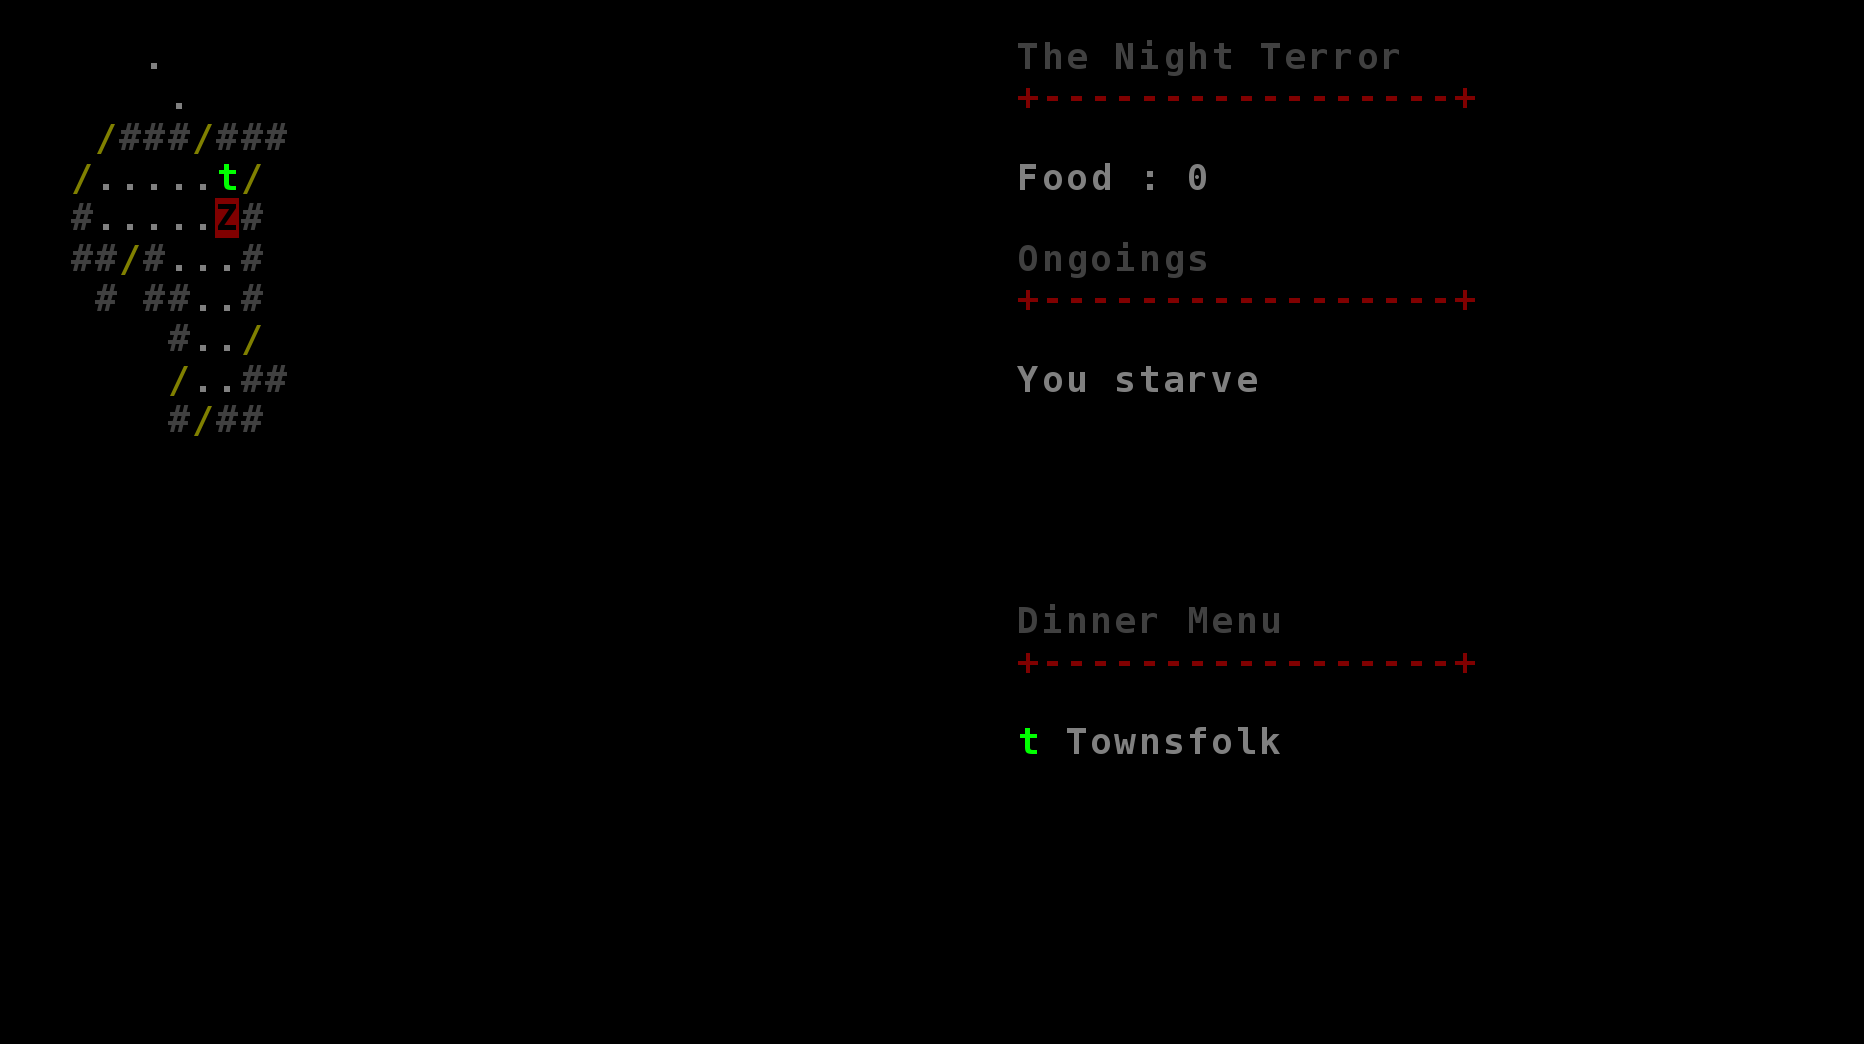 .
.
/###/###
/.....t/
#.....z#
##/#...#
# ##..#
#../
/..##
#/##
The Night Terror
+-----------------+
Food : 0
Ongoings
+-----------------+
You starve
Dinner Menu
+-----------------+
t Townsfolk